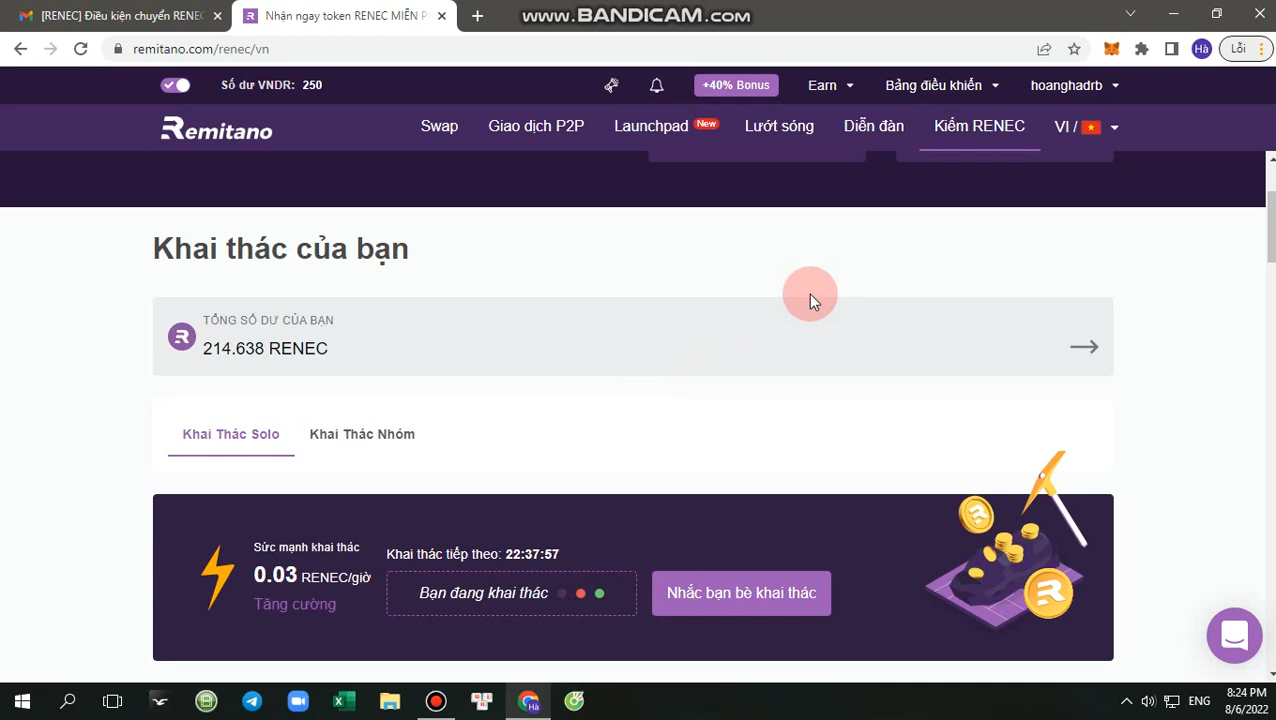 [RENEC] Điều kiện chuyển RENEC
Nhận ngay token RENEC MIỄN P
www.BANDICAM.com
remitano.com/renec/vn
Hà
Lỗi
Số dư VNDR: 250
+40% Bonus
Earn
Bảng điều khiển
hoanghadrb
Remitano
Swap
Giao dịch P2P
Launchpad New
Lướt sóng
Diễn đàn
Kiếm RENEC
VI /
Khai thác của bạn
TỔNG SỐ DƯ CỦA BẠN
214.638 RENEC
Khai Thác Solo
Khai Thác Nhóm
Sức mạnh khai thác
0.03 RENEC/giờ
Tăng cường
Khai thác tiếp theo: 22:37:57
Bạn đang khai thác
Nhắc bạn bè khai thác
ENG
8:24 PM
8/6/2022